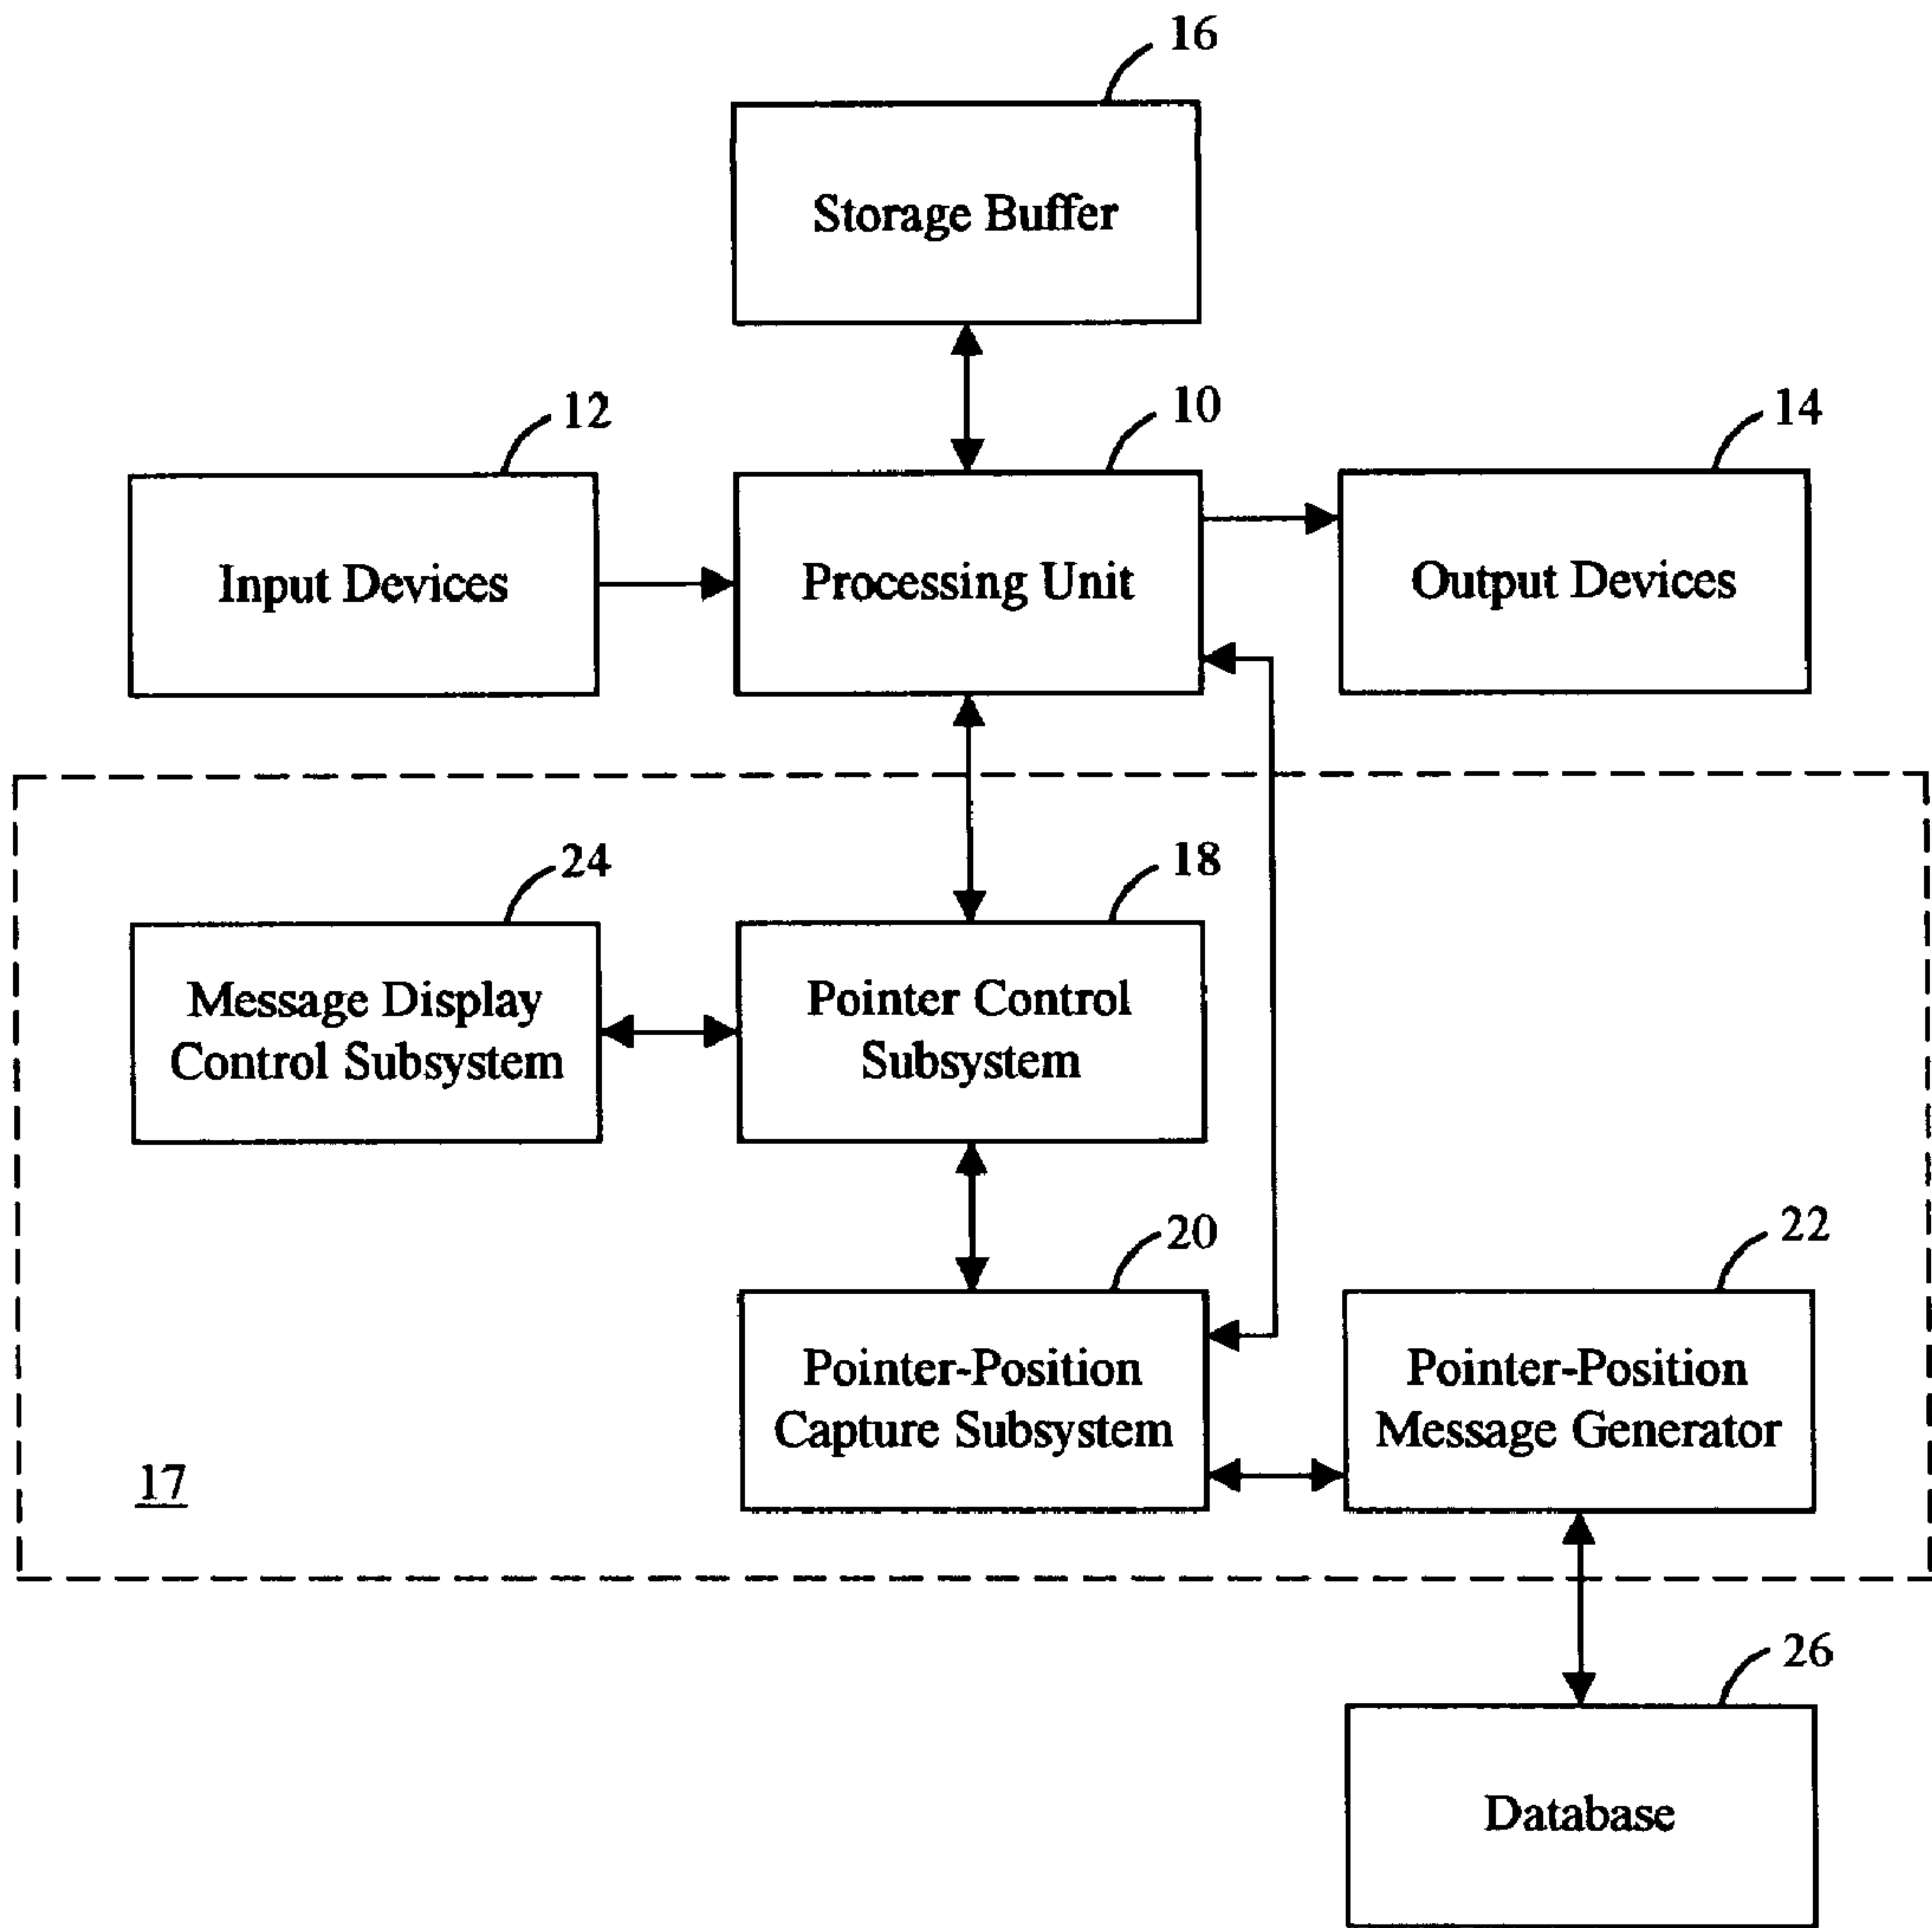 16
Storage Buffer
12
10
14
Input Devices
Processing Unit
Output Devices
24
18
Message Display
Control Subsystem
Pointer Control
Subsystem
20
22
Pointer-Position
Capture Subsystem
Pointer-Position
Message Generator
17
26
Database